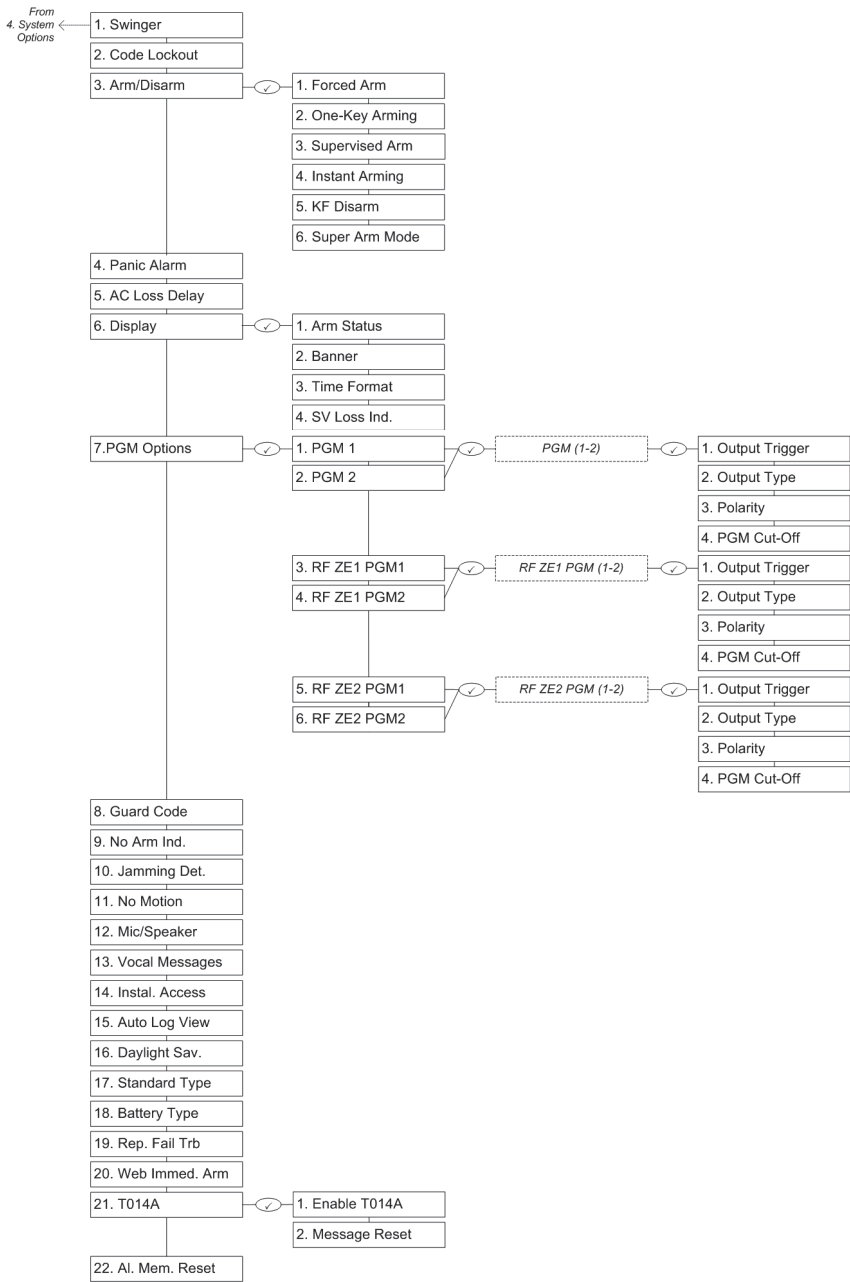 From
4. System
Options
1. Swinger
2. Code Lockout
3. Arm/Disarm
1. Forced Arm
2. One-Key Arming
3. Supervised Arm
4. Instant Arming
5. KF Disarm
6. Super Arm Mode
4. Panic Alarm
5. AC Loss Delay
6. Display
1. Arm Status
2. Banner
3. Time Format
4. SV Loss Ind.
7.PGM Options
1. PGM 1
2. PGM 2
PGM (1-2)
1. Output Trigger
2. Output Type
3. Polarity
4. PGM Cut-Off
3. RF ZE1 PGM1
4. RF ZE1 PGM2
RF ZE1 PGM (1-2)
1. Output Trigger
2. Output Type
3. Polarity
4. PGM Cut-Off
5. RF ZE2 PGM1
6. RF ZE2 PGM2
RF ZE2 PGM (1-2)
1. Output Trigger
2. Output Type
3. Polarity
4. PGM Cut-Off
8. Guard Code
9. No Arm Ind.
10. Jamming Det.
11. No Motion
12. Mic/Speaker
13. Vocal Messages
14. Instal. Access
15. Auto Log View
16. Daylight Sav.
17. Standard Type
18. Battery Type
19. Rep. Fail Trb
20. Web Immed. Arm
21. T014A
1. Enable T014A
2. Message Reset
22. Al. Mem. Reset